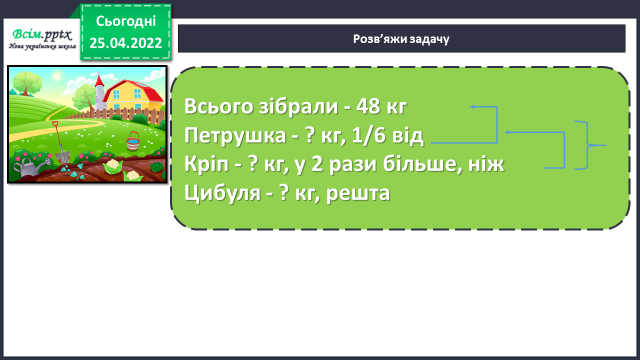 Всім.pptx
Нова українська школа
Сьогодні
25.04.2022
Розв’яжи задачу
Всього зібрали - 48 кг
Петрушка - ? кг, 1/6 від
Кріп - ? кг, у 2 рази більше, ніж
Цибуля - ? кг, решта